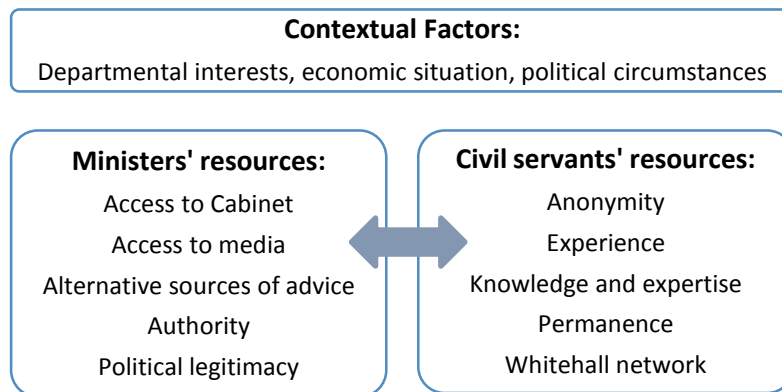 Contextual Factors:
Departmental interests, economic situation, political circumstances
Ministers' resources:
Access to Cabinet
Access to media
Alternative sources of advice
Authority
Political legitimacy
Civil servants' resources:
Anonymity
Experience
Knowledge and expertise
Permanence
Whitehall network